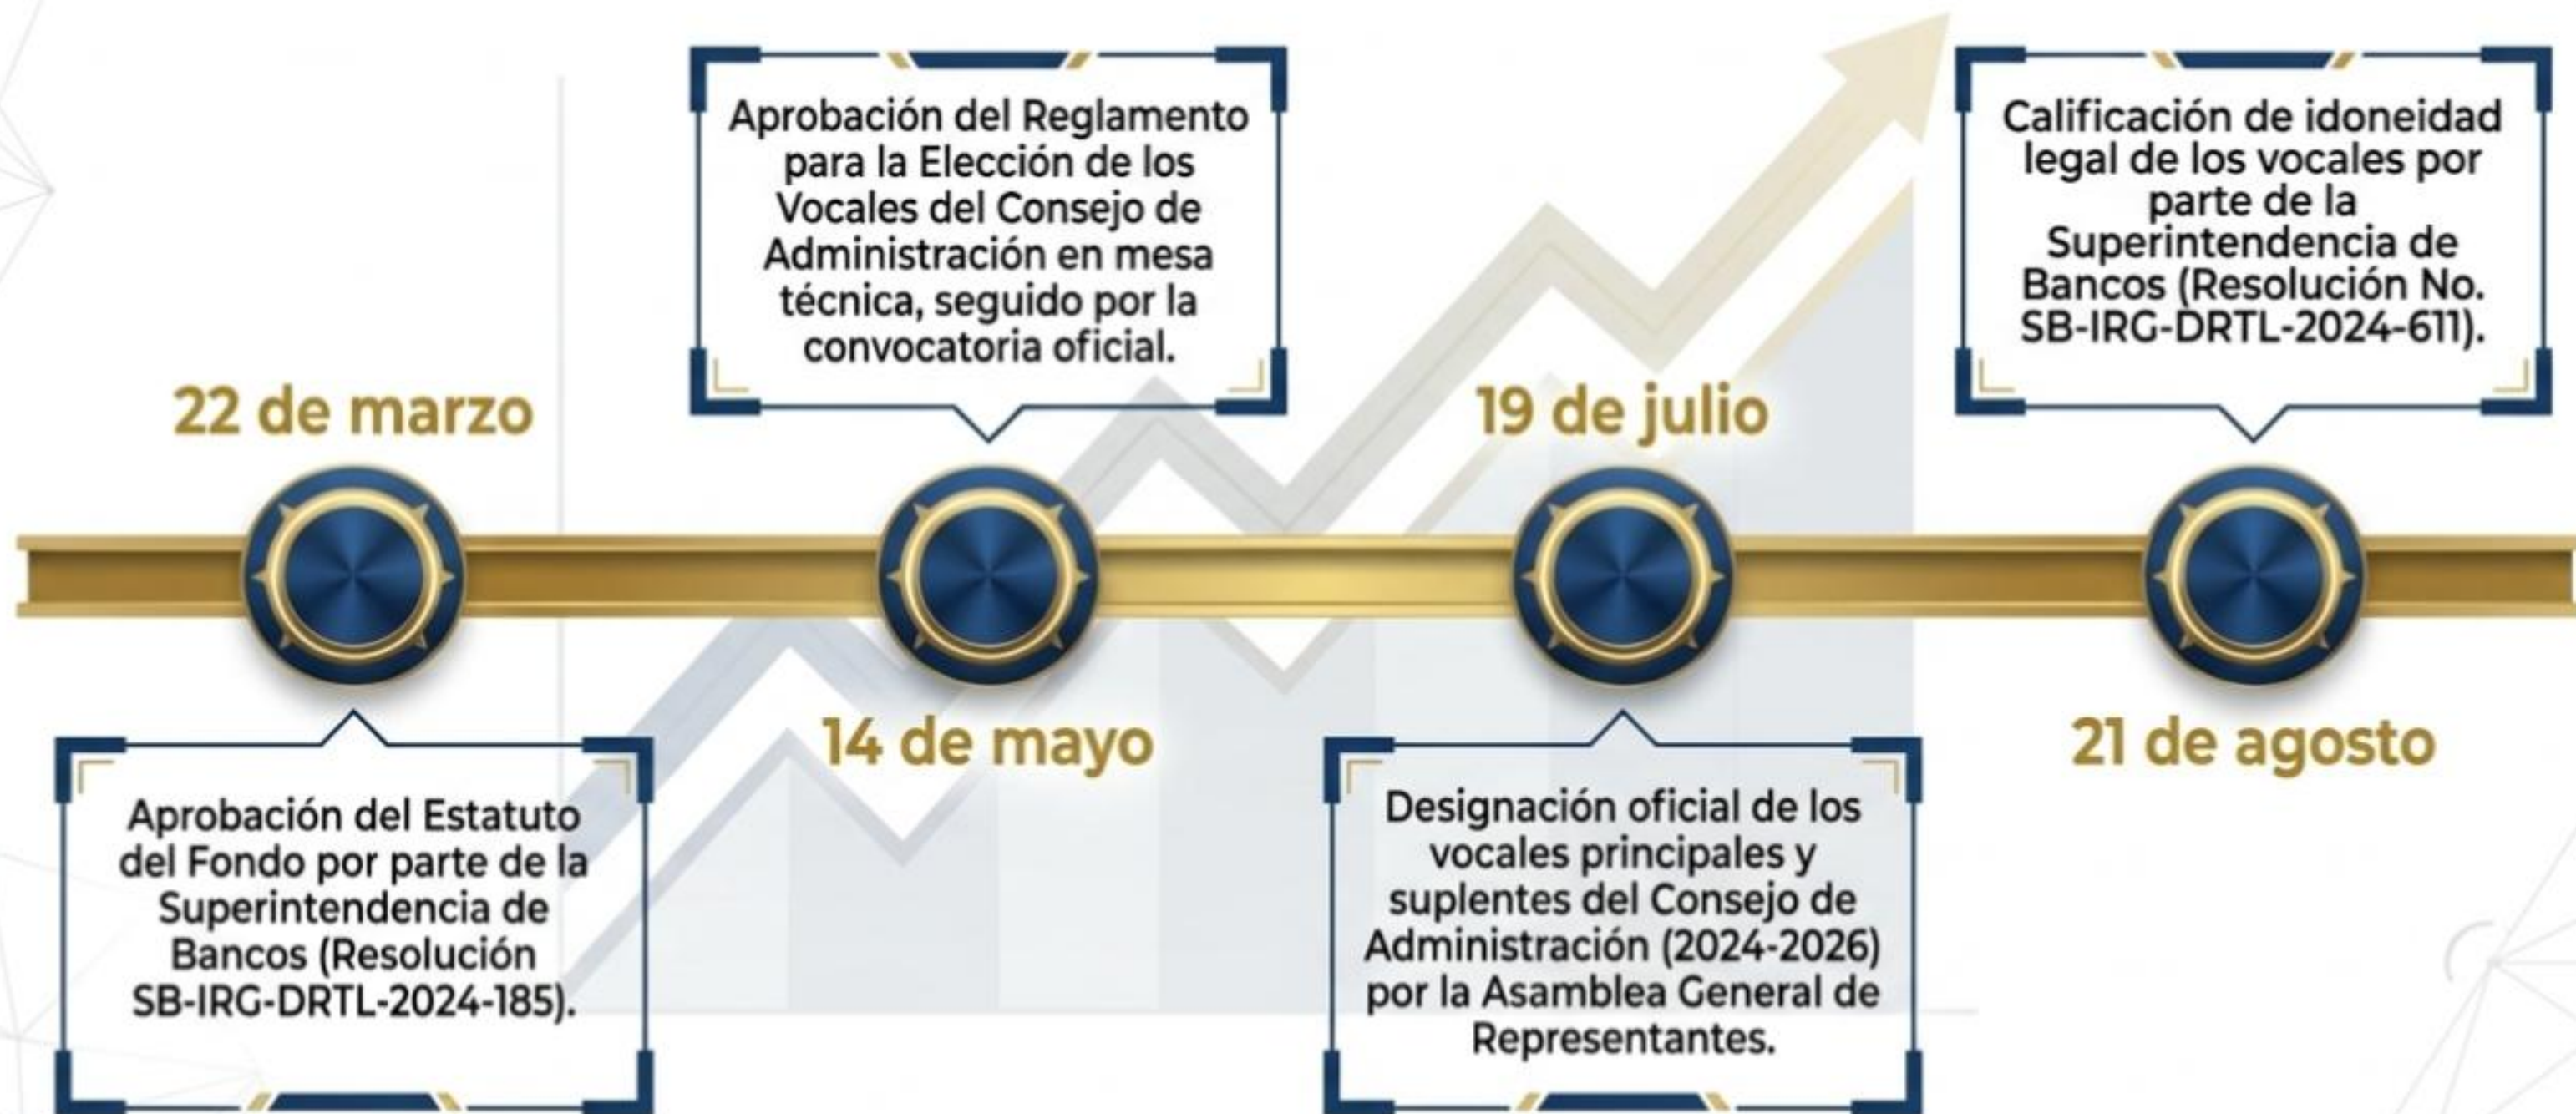 22 de marzo
Aprobación del Estatuto
del Fondo por parte de la
Superintendencia de
Bancos (Resolución
SB-IRG-DRTL-2024-185).
Aprobación del Reglamento
para la Elección de los
Vocales del Consejo de
Administración en mesa
técnica, seguido por la
convocatoria oficial.
14 de mayo
19 de julio
Designación oficial de los
vocales principales y
suplentes del Consejo de
Administración (2024-2026)
por la Asamblea General de
Representantes.
Calificación de idoneidad
legal de los vocales por
parte de la
Superintendencia de
Bancos (Resolución No.
SB-IRG-DRTL-2024-611).
21 de agosto